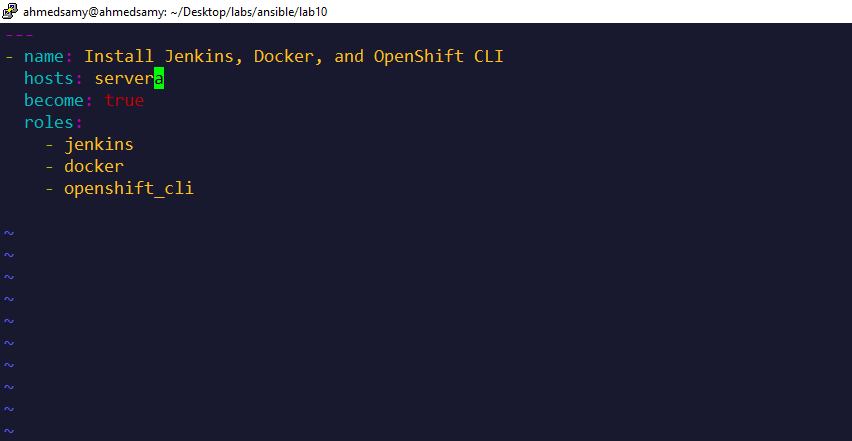 ahmedsamy@ahmedsamy: ~/Desktop/labs/ansible/lab10
---
- name: Install Jenkins, Docker, and OpenShift CLI
  hosts: servera
  become: true
  roles:
    - jenkins
    - docker
    - openshift_cli
~
~
~
~
~
~
~
~
~
~